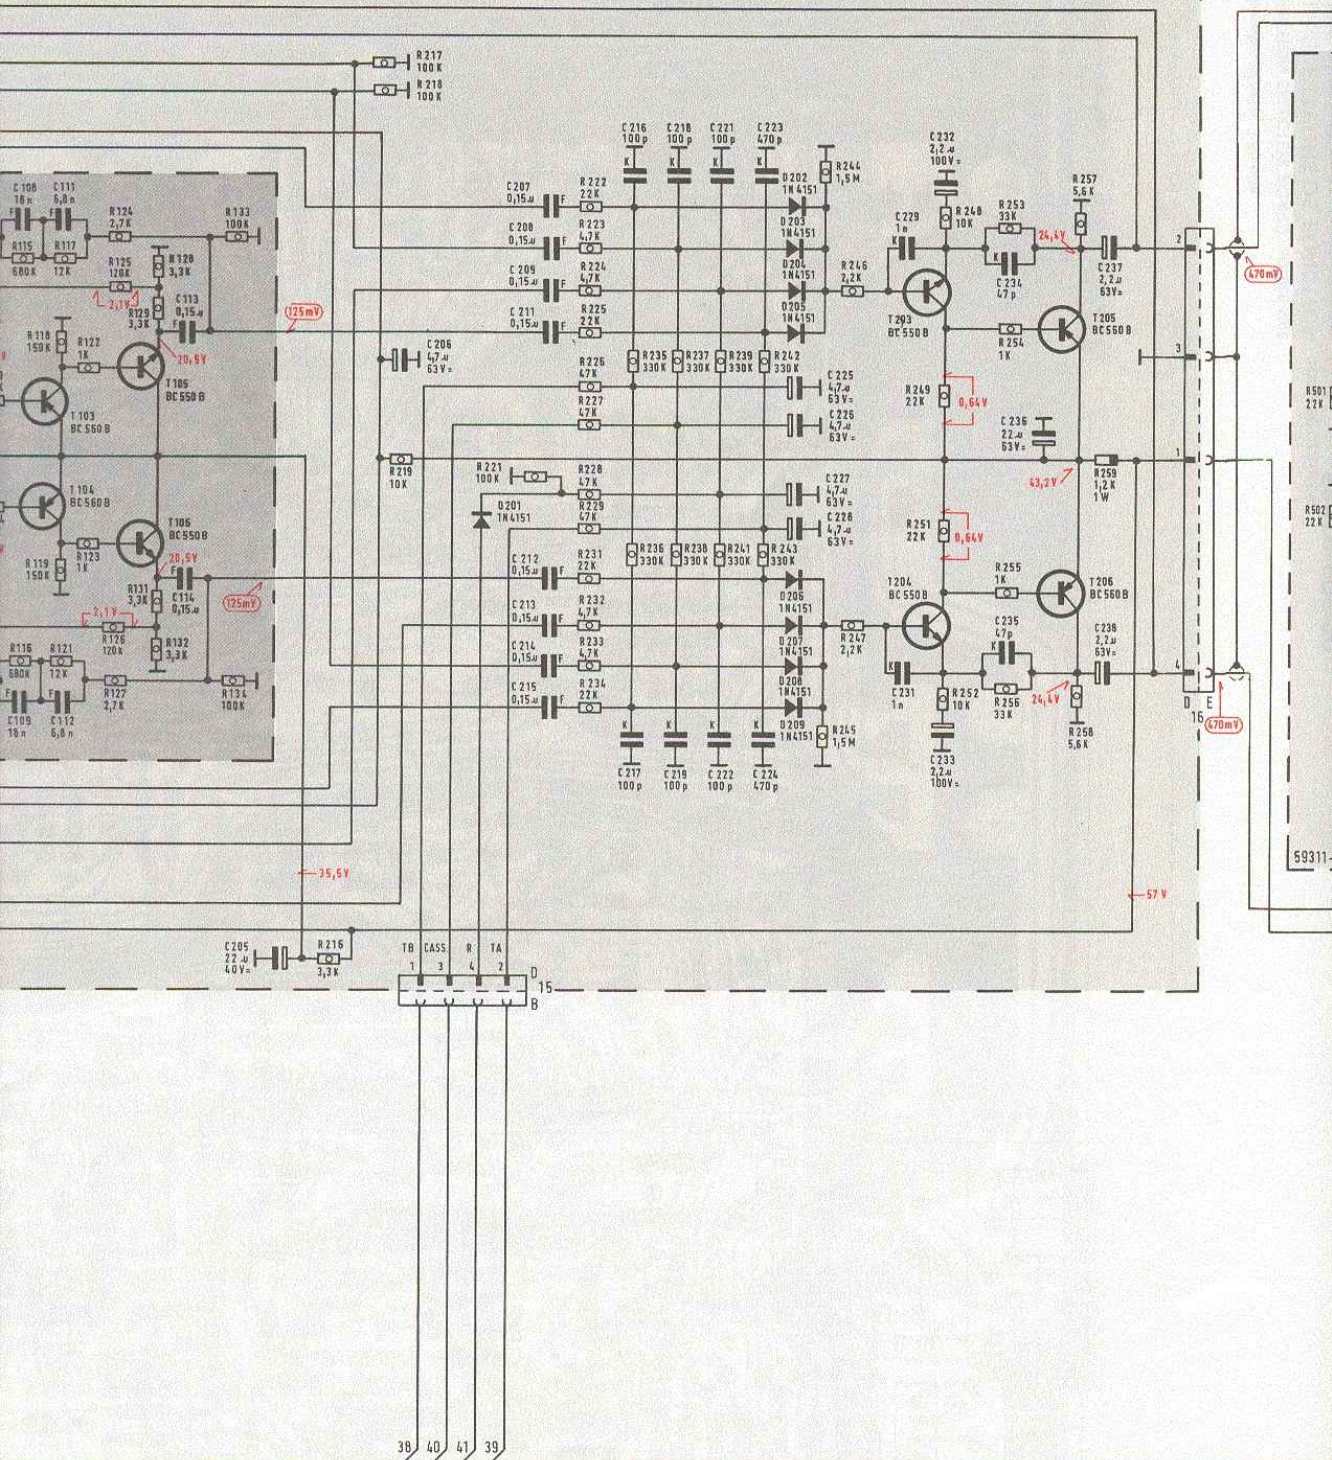 R217
100K
R218
100K
C216
100p
C218
100p
C221
100p
C223
470p
C232
2,2µ
100V=
R244
1,5M
R257
5,6K
C108
18n
C111
6,8n
R124
2,7K
R133
100K
C207
0,15µ
R222
22K
D202
1N4151
C229
1n
R248
10K
R253
33K
24,4V
2
R115
680K
R117
12K
R125
120K
R128
3,3K
C208
0,15µ
R223
4,7K
D203
1N4151
C234
47p
C237
2,2µ
63V=
470mV
2,1V
R129
3,3K
C113
0,15µ
125mV
C209
0,15µ
R224
4,7K
D204
1N4151
R246
2,2K
C211
0,15µ
R225
22K
D205
1N4151
T203
BC550B
T205
BC560B
R254
1K
R118
150K
R122
1K
20,5V
T105
BC550B
C206
4,7µ
63V=
R226
47K
R235
330K
R237
330K
R239
330K
R242
330K
C225
4,7µ
63V=
R249
22K
0,64V
3
R501
22K
T103
BC560B
R227
47K
C226
4,7µ
63V=
C236
22µ
63V=
R219
10K
R221
100K
R228
47K
C227
4,7µ
63V=
43,2V
R259
1,2K
1W
1
T104
BC560B
D201
1N4151
R229
47K
C228
4,7µ
63V=
R251
22K
0,64V
R502
22K
T106
BC550B
R119
150K
R123
1K
20,5V
C212
0,15µ
R231
22K
R236
330K
R238
330K
R241
330K
R243
330K
D206
1N4151
T204
BC550B
R255
1K
T206
BC560B
R131
3,3K
C114
0,15µ
125mV
2,1V
C213
0,15µ
R232
4,7K
D207
1N4151
R247
2,2K
C235
47p
C238
2,2µ
63V=
R126
120K
R132
3,3K
R116
680K
R121
12K
C214
0,15µ
R233
4,7K
D208
1N4151
C231
1n
R252
10K
R256
33K
24,4V
4
R127
2,7K
R134
100K
C109
18n
C112
6,8n
C215
0,15µ
R234
22K
D209
1N4151
R245
1,5M
R258
5,6K
D
E
16
470mV
C217
100p
C219
100p
C222
100p
C224
470p
C233
2,2µ
100V=
59311-
35,5V
57V
C205
22µ
40V=
R216
3,3K
TB
CASS.
R
TA
1
3
4
2
D
15
B
38
40
41
39